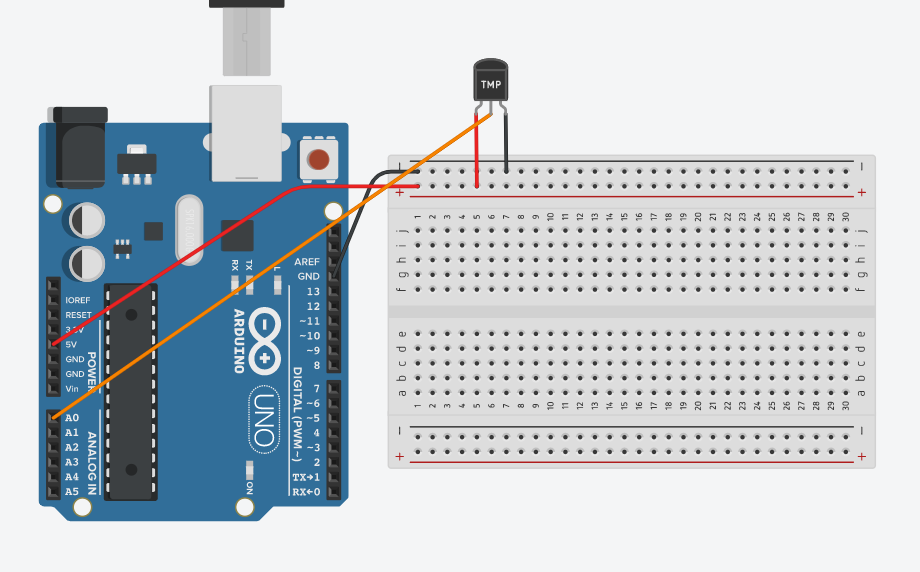 TMP
− −
+ +
1 2 3 4 5 6 7 8 9 10 11 12 13 14 15 16 17 18 19 20 21 22 23 24 25 26 27 28 29 30
j j
i i
h h
g g
f f
e e
d d
c c
b b
a a
1 2 3 4 5 6 7 8 9 10 11 12 13 14 15 16 17 18 19 20 21 22 23 24 25 26 27 28 29 30
− −
+ +
RX
TX
L
AREF
GND
13
12
~11
~10
~9
8
7
~6
~5
4
~3
2
TX→1
RX←0
DIGITAL (PWM~)
ARDUINO
UNO
ON
IOREF
RESET
3.3V
5V
GND
GND
Vin
POWER
A0
A1
A2
A3
A4
A5
ANALOG IN